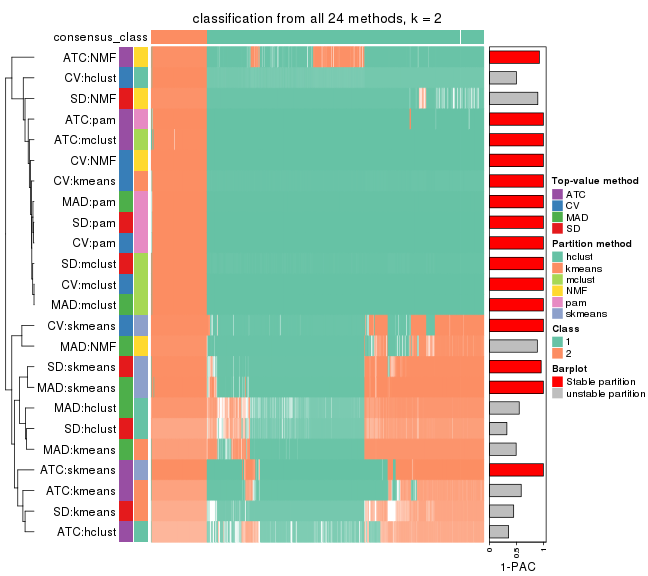 classification from all 24 methods, k = 2
consensus_class
ATC:NMF
CV:hclust
SD:NMF
ATC:pam
ATC:mclust
CV:NMF
CV:kmeans
MAD:pam
SD:pam
CV:pam
SD:mclust
CV:mclust
MAD:mclust
CV:skmeans
MAD:NMF
SD:skmeans
MAD:skmeans
MAD:hclust
SD:hclust
MAD:kmeans
ATC:skmeans
ATC:kmeans
SD:kmeans
ATC:hclust
0 0.5 1
1-PAC
Top-value method
ATC
CV
MAD
SD
Partition method
hclust
kmeans
mclust
NMF
pam
skmeans
Class
1
2
Barplot
Stable partition
unstable partition